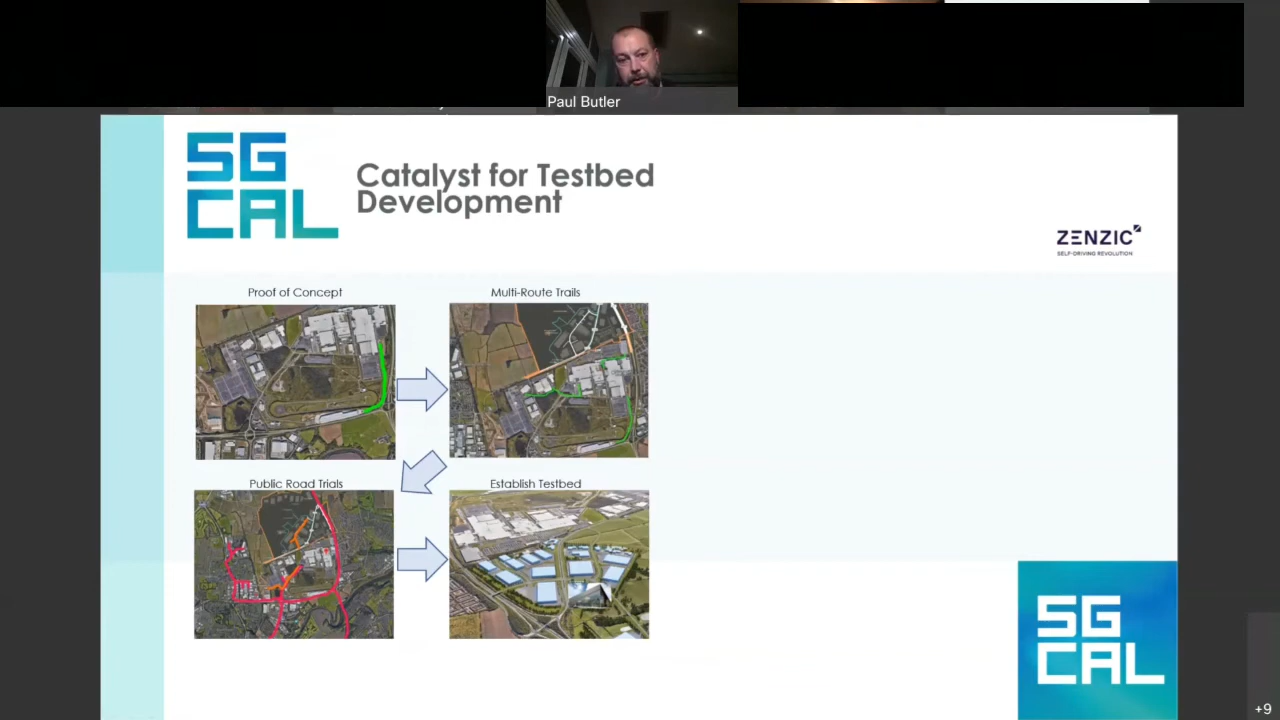 Paul Butler
5G
CAL
Catalyst for Testbed
Development
ZENZIC
SELF-DRIVING REVOLUTION
Proof of Concept
Multi-Route Trails
Public Road Trials
Establish Testbed
5G
CAL
+9